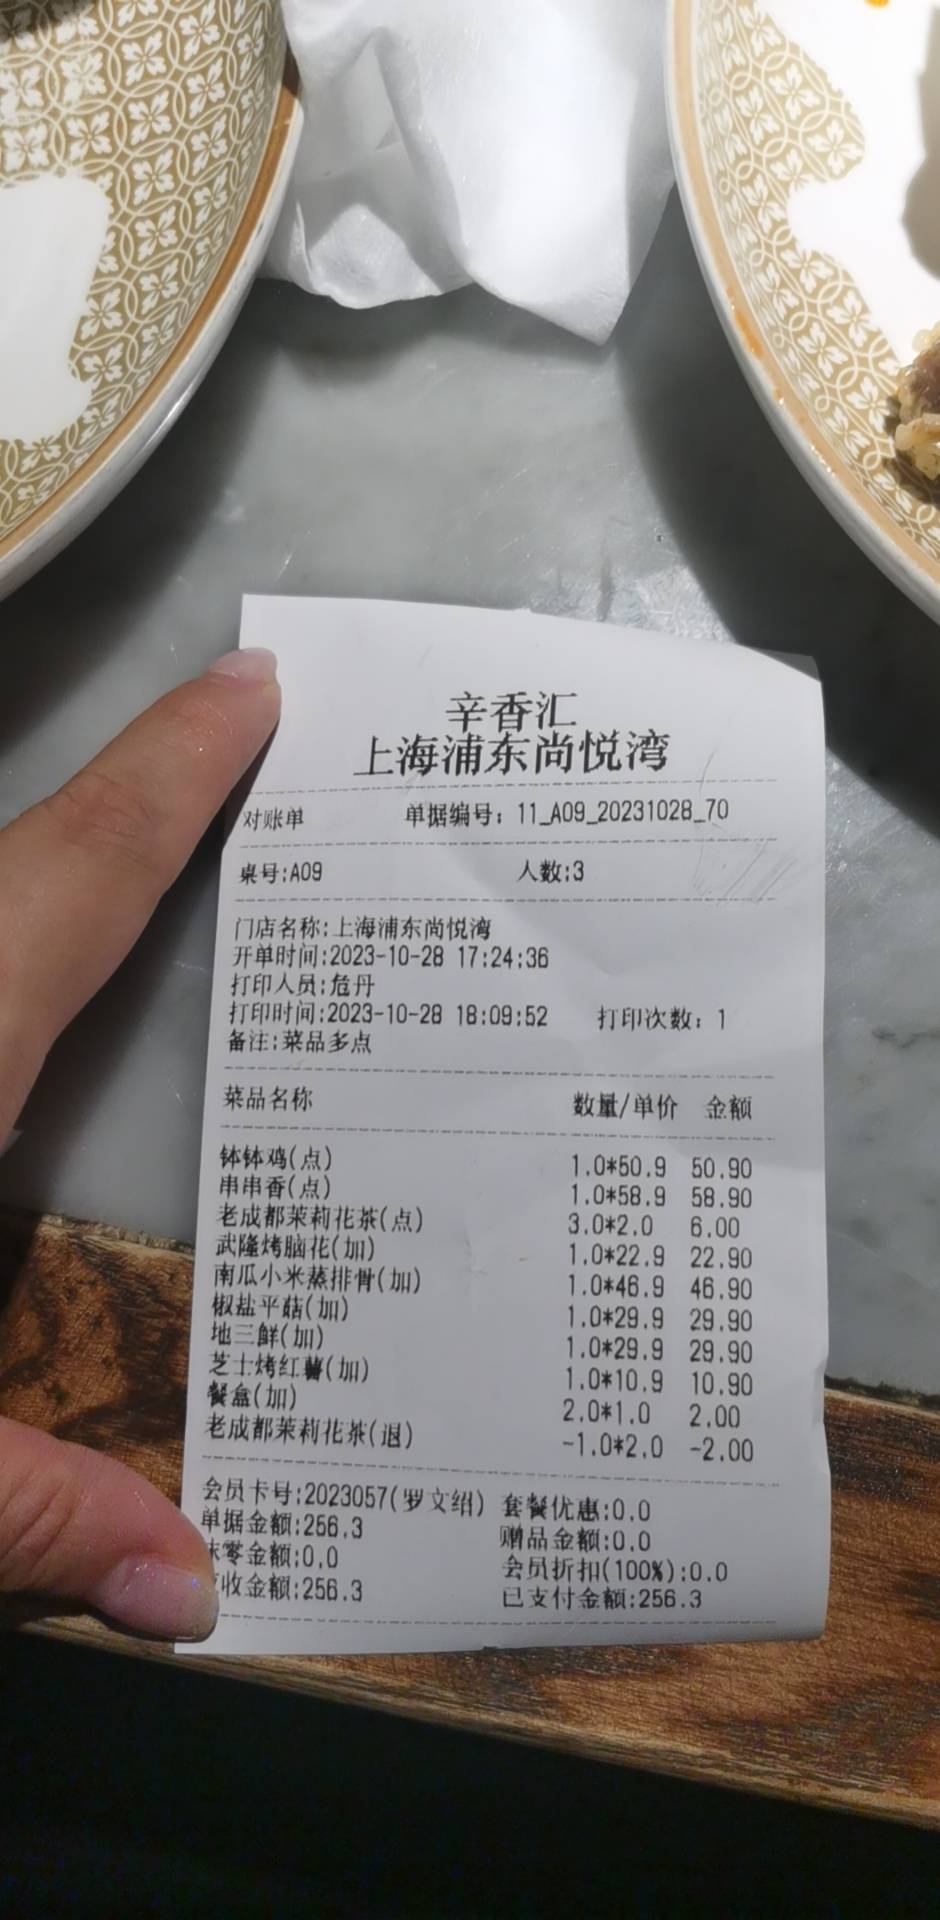 辛香汇
上海浦东尚悦湾
对账单 单据编号：11_A09_20231028_70
桌号:A09 人数:3
门店名称:上海浦东尚悦湾
开单时间:2023-10-28 17:24:36
打印人员:危丹
打印时间:2023-10-28 18:09:52 打印次数：1
备注:菜品多点
菜品名称 数量/单价 金额
钵钵鸡(点) 1.0*50.9 50.90
串串香(点) 1.0*58.9 58.90
老成都茉莉花茶(点) 3.0*2.0 6.00
武隆烤脑花(加) 1.0*22.9 22.90
南瓜小米蒸排骨(加) 1.0*46.9 46.90
椒盐平菇(加) 1.0*29.9 29.90
地三鲜(加) 1.0*29.9 29.90
芝士烤红薯(加) 1.0*10.9 10.90
餐盒(加) 2.0*1.0 2.00
老成都茉莉花茶(退) -1.0*2.0 -2.00
会员卡号:2023057(罗文绍) 套餐优惠:0.0
单据金额:256.3 赠品金额:0.0
零金额:0.0 会员折扣(100%):0.0
收金额:256.3 已支付金额:256.3